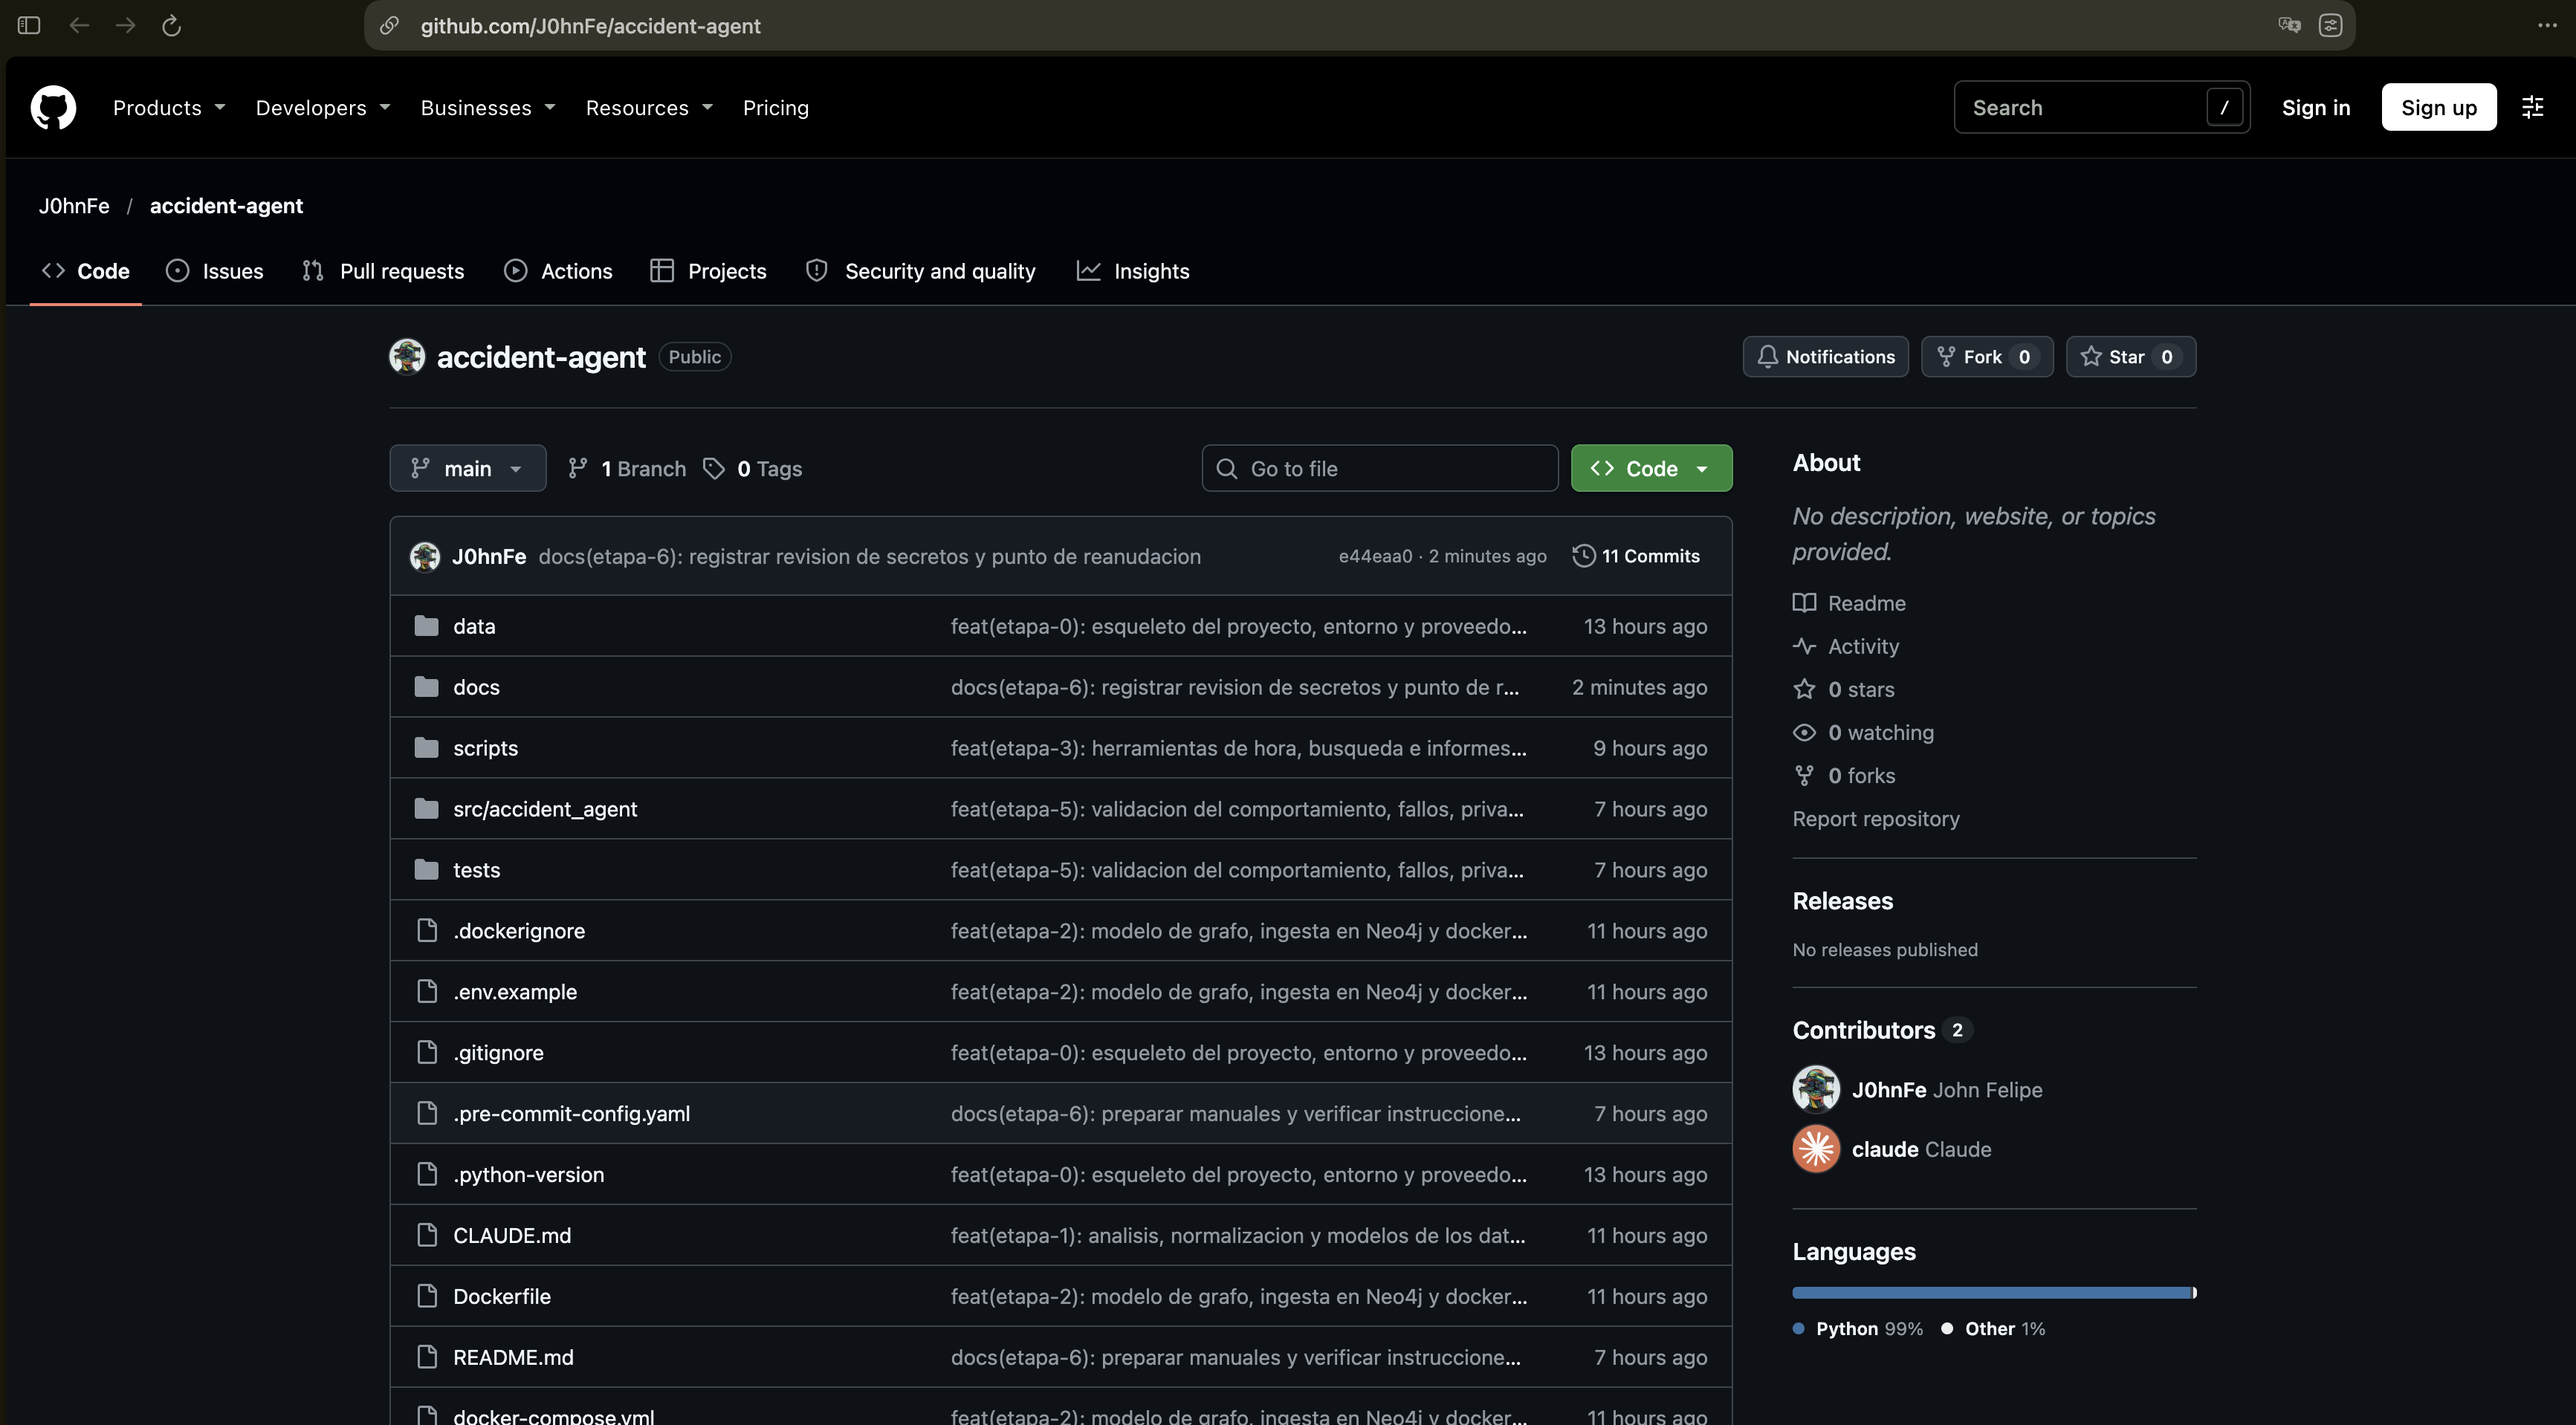 github.com/J0hnFe/accident-agent
Products Developers Businesses Resources Pricing
Search / Sign in Sign up
J0hnFe / accident-agent
Code Issues Pull requests Actions Projects Security and quality Insights
accident-agent Public
Notifications Fork 0 Star 0
main 1 Branch 0 Tags
Go to file Code
J0hnFe docs(etapa-6): registrar revision de secretos y punto de reanudacion e44eaa0 · 2 minutes ago 11 Commits
data feat(etapa-0): esqueleto del proyecto, entorno y proveedo... 13 hours ago
docs docs(etapa-6): registrar revision de secretos y punto de r... 2 minutes ago
scripts feat(etapa-3): herramientas de hora, busqueda e informes... 9 hours ago
src/accident_agent feat(etapa-5): validacion del comportamiento, fallos, priva... 7 hours ago
tests feat(etapa-5): validacion del comportamiento, fallos, priva... 7 hours ago
.dockerignore feat(etapa-2): modelo de grafo, ingesta en Neo4j y docker... 11 hours ago
.env.example feat(etapa-2): modelo de grafo, ingesta en Neo4j y docker... 11 hours ago
.gitignore feat(etapa-0): esqueleto del proyecto, entorno y proveedo... 13 hours ago
.pre-commit-config.yaml docs(etapa-6): preparar manuales y verificar instruccione... 7 hours ago
.python-version feat(etapa-0): esqueleto del proyecto, entorno y proveedo... 13 hours ago
CLAUDE.md feat(etapa-1): analisis, normalizacion y modelos de los dat... 11 hours ago
Dockerfile feat(etapa-2): modelo de grafo, ingesta en Neo4j y docker... 11 hours ago
README.md docs(etapa-6): preparar manuales y verificar instruccione... 7 hours ago
docker-compose.yml feat(etapa-2): modelo de grafo, ingesta en Neo4j y docker... 11 hours ago
About
No description, website, or topics
provided.
Readme
Activity
0 stars
0 watching
0 forks
Report repository
Releases
No releases published
Contributors 2
J0hnFe John Felipe
claude Claude
Languages
Python 99% Other 1%